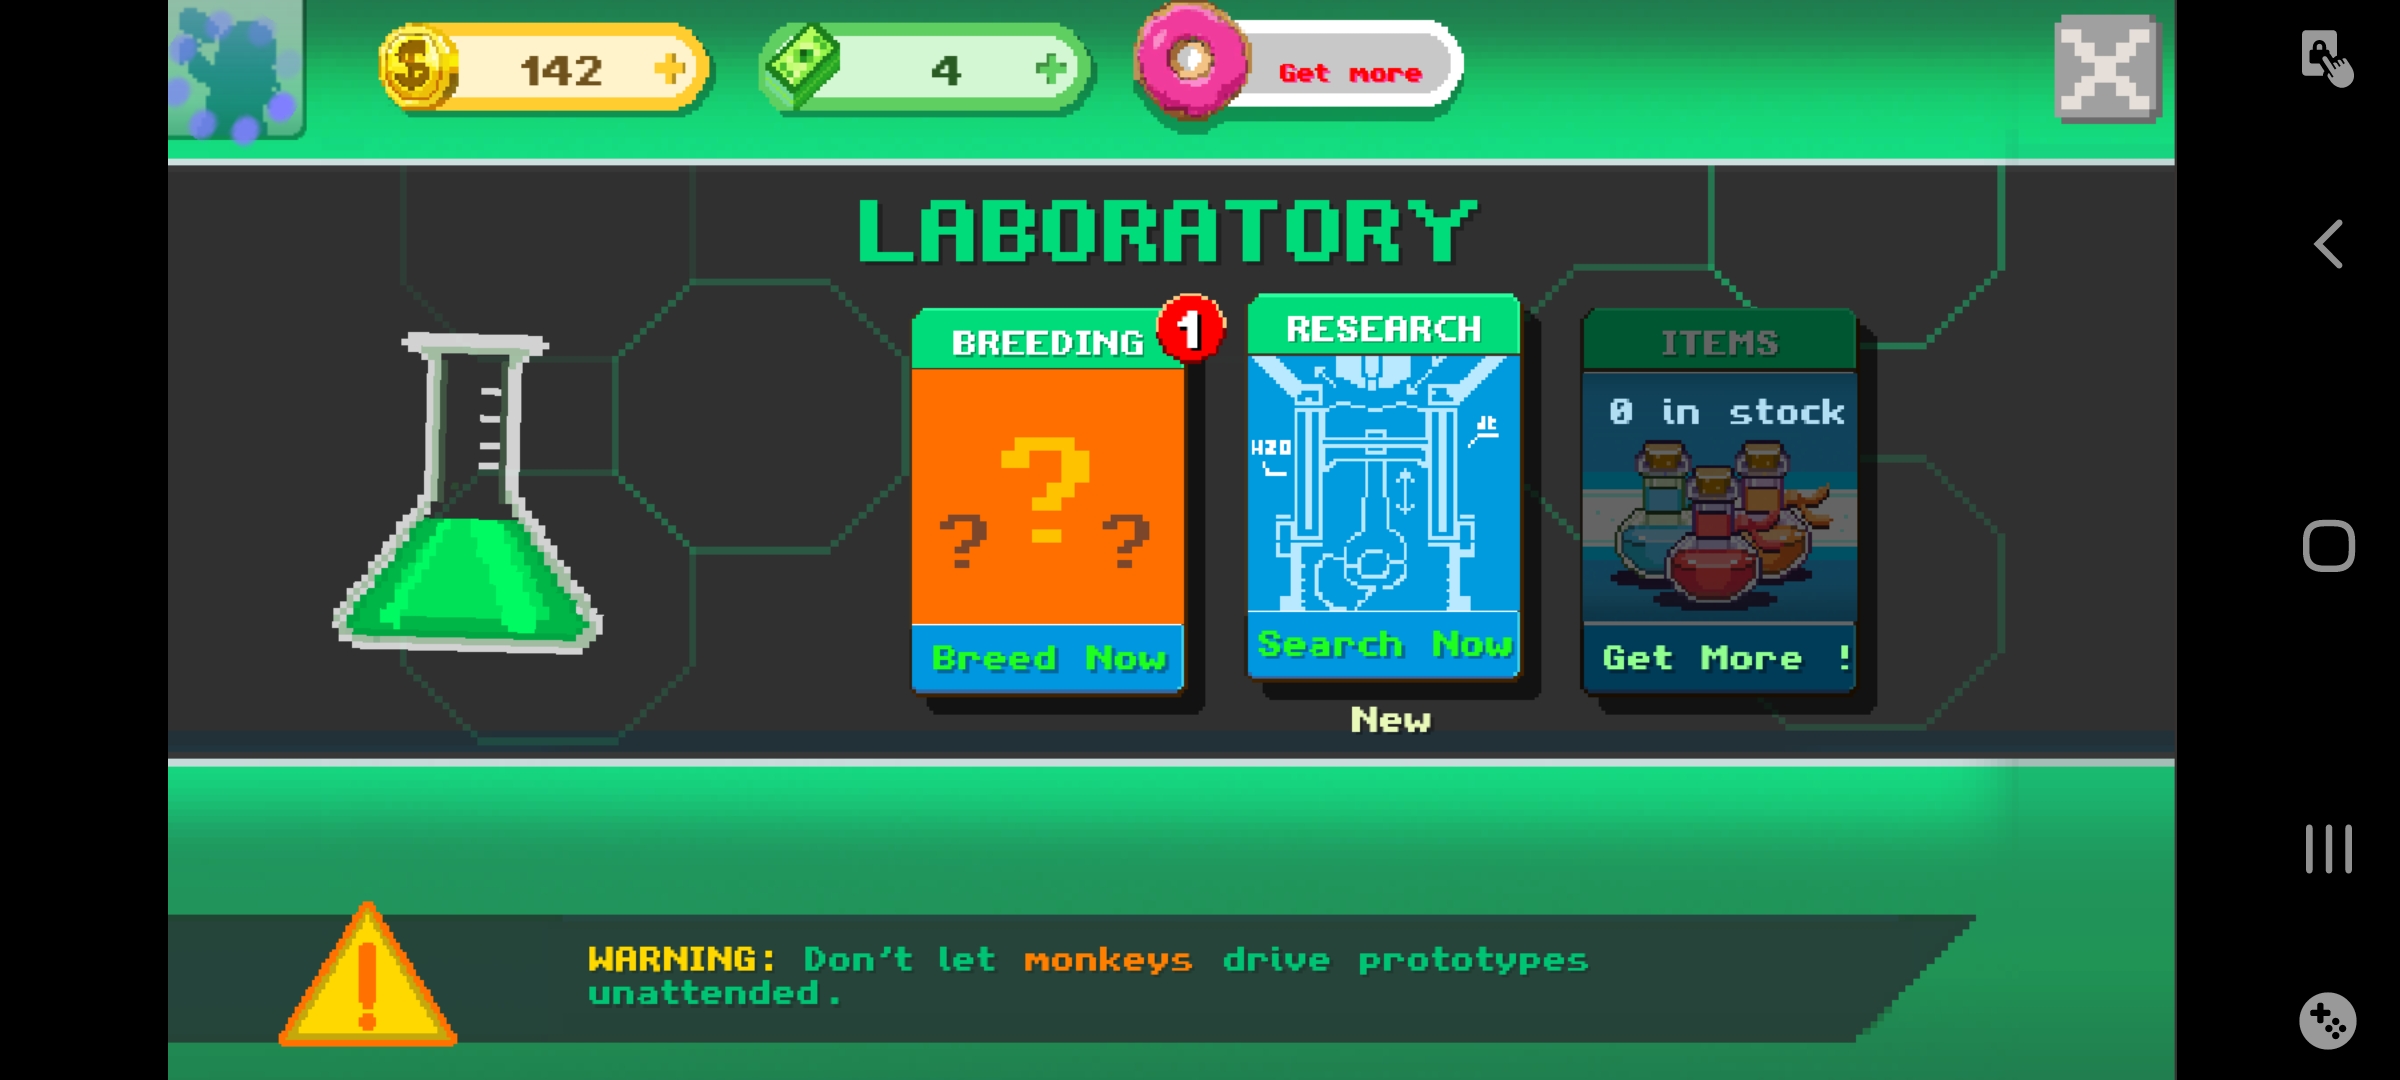 142
4
Get more
LABORATORY
BREEDING
1
RESEARCH
ITEMS
0 in stock
H2O
dt
Breed Now
Search Now
Get More !
New
WARNING: Don't let monkeys drive prototypes
unattended.